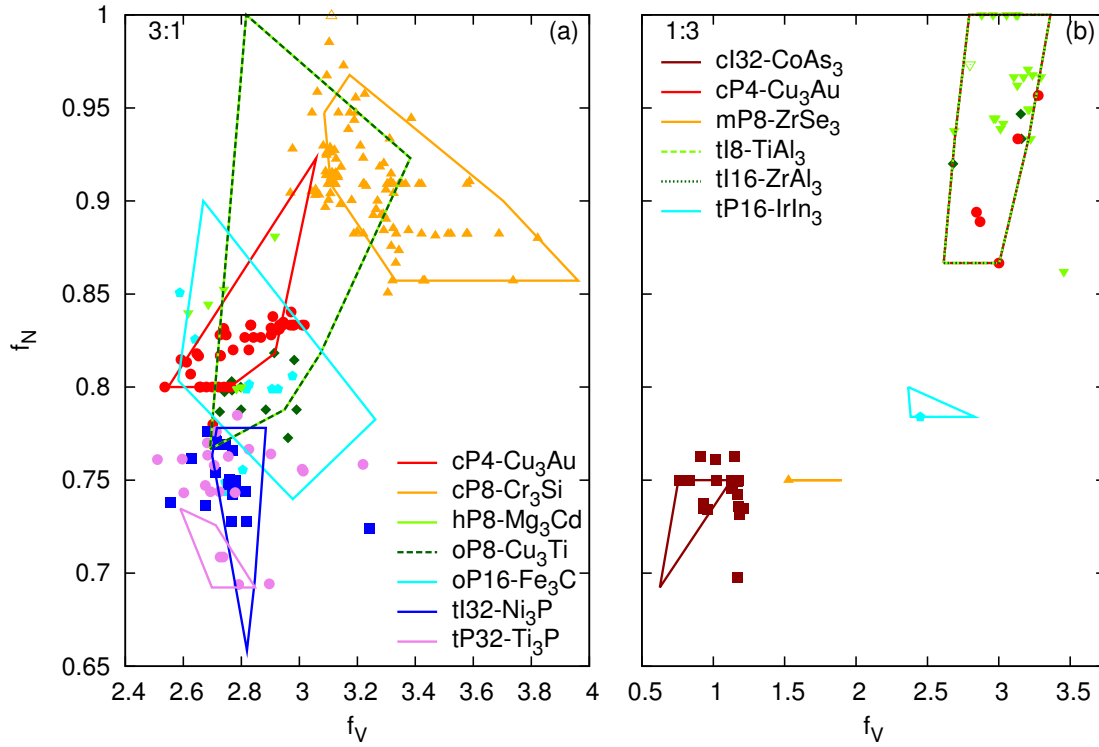 3:1
(a)
1
0.95
0.9
0.85
0.8
0.75
0.7
0.65
f_N
2.4 2.6 2.8 3 3.2 3.4 3.6 3.8 4
f_V
cP4-Cu₃Au
cP8-Cr₃Si
hP8-Mg₃Cd
oP8-Cu₃Ti
oP16-Fe₃C
tI32-Ni₃P
tP32-Ti₃P
1:3
(b)
cI32-CoAs₃
cP4-Cu₃Au
mP8-ZrSe₃
tI8-TiAl₃
tI16-ZrAl₃
tP16-IrIn₃
0.5 1 1.5 2 2.5 3 3.5
f_V